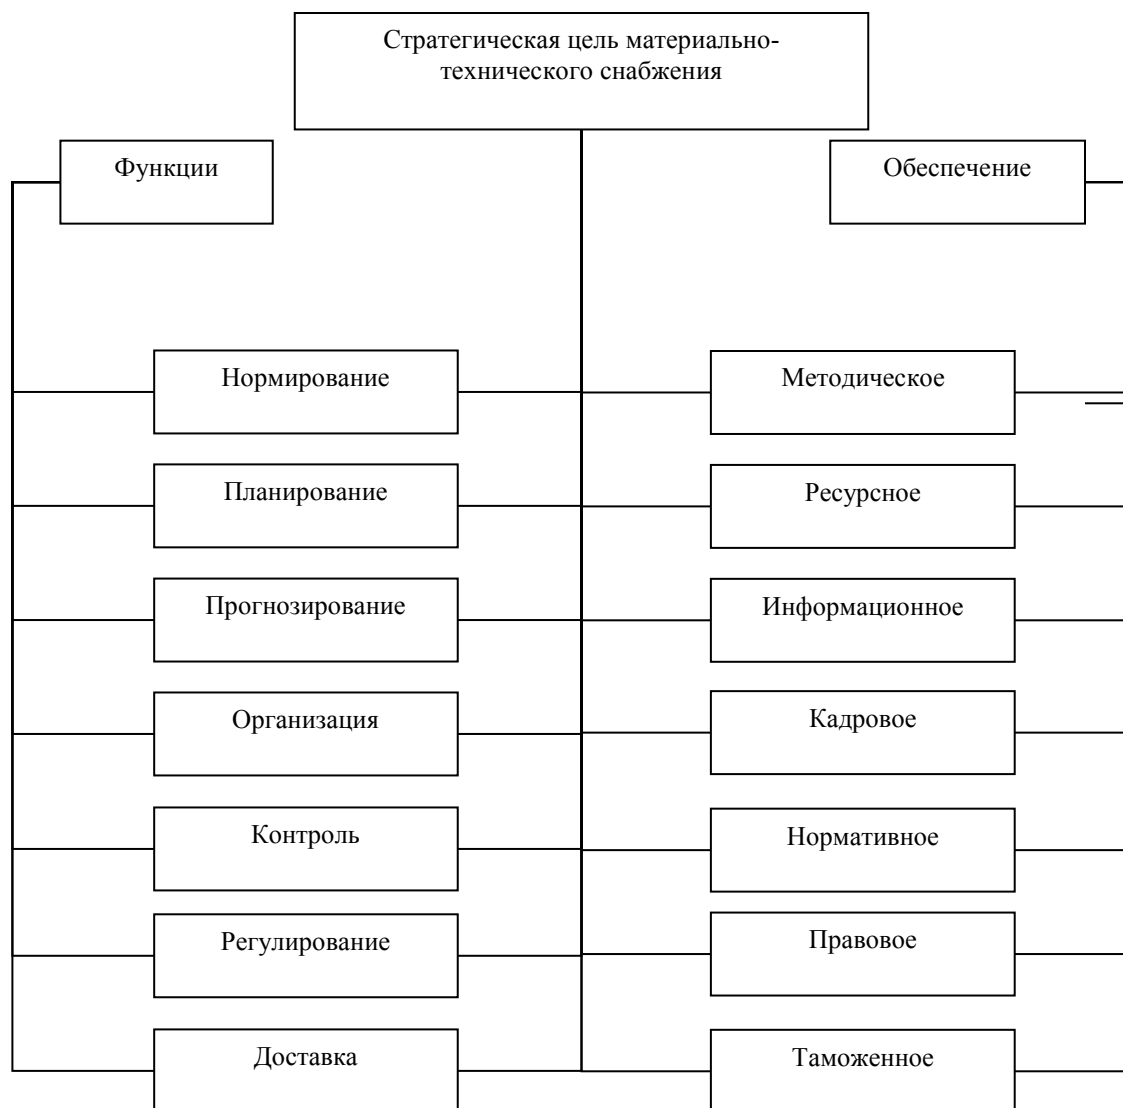 Стратегическая цель материально-
технического снабжения
Функции
Обеспечение
Нормирование
Методическое
Планирование
Ресурсное
Прогнозирование
Информационное
Организация
Кадровое
Контроль
Нормативное
Регулирование
Правовое
Доставка
Таможенное